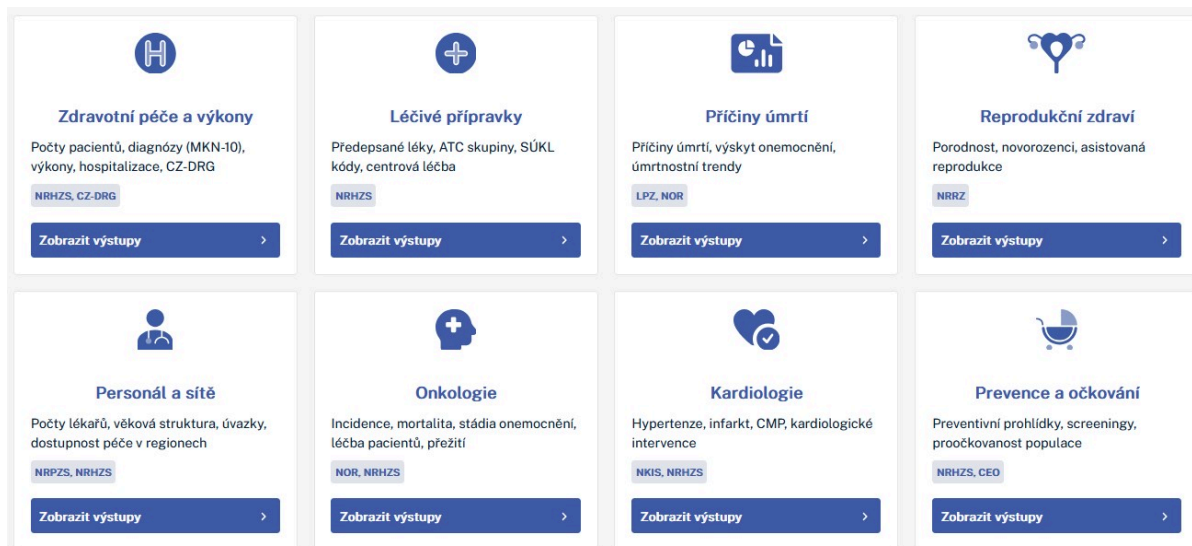 Zdravotní péče a výkony
Počty pacientů, diagnózy (MKN-10),
výkony, hospitalizace, CZ-DRG
NRHZS, CZ-DRG
Zobrazit výstupy
Léčivé přípravky
Předepsané léky, ATC skupiny, SÚKL
kódy, centrová léčba
NRHZS
Zobrazit výstupy
Příčiny úmrtí
Příčiny úmrtí, výskyt onemocnění,
úmrtnostní trendy
LPZ, NOR
Zobrazit výstupy
Reprodukční zdraví
Porodnost, novorozenci, asistovaná
reprodukce
NRRZ
Zobrazit výstupy
Personál a sítě
Počty lékařů, věková struktura, úvazky,
dostupnost péče v regionech
NRPZS, NRHZS
Zobrazit výstupy
Onkologie
Incidence, mortalita, stádia onemocnění,
léčba pacientů, přežití
NOR, NRHZS
Zobrazit výstupy
Kardiologie
Hypertenze, infarkt, CMP, kardiologické
intervence
NKIS, NRHZS
Zobrazit výstupy
Prevence a očkování
Preventivní prohlídky, screeningy,
proočkovanost populace
NRHZS, CEO
Zobrazit výstupy